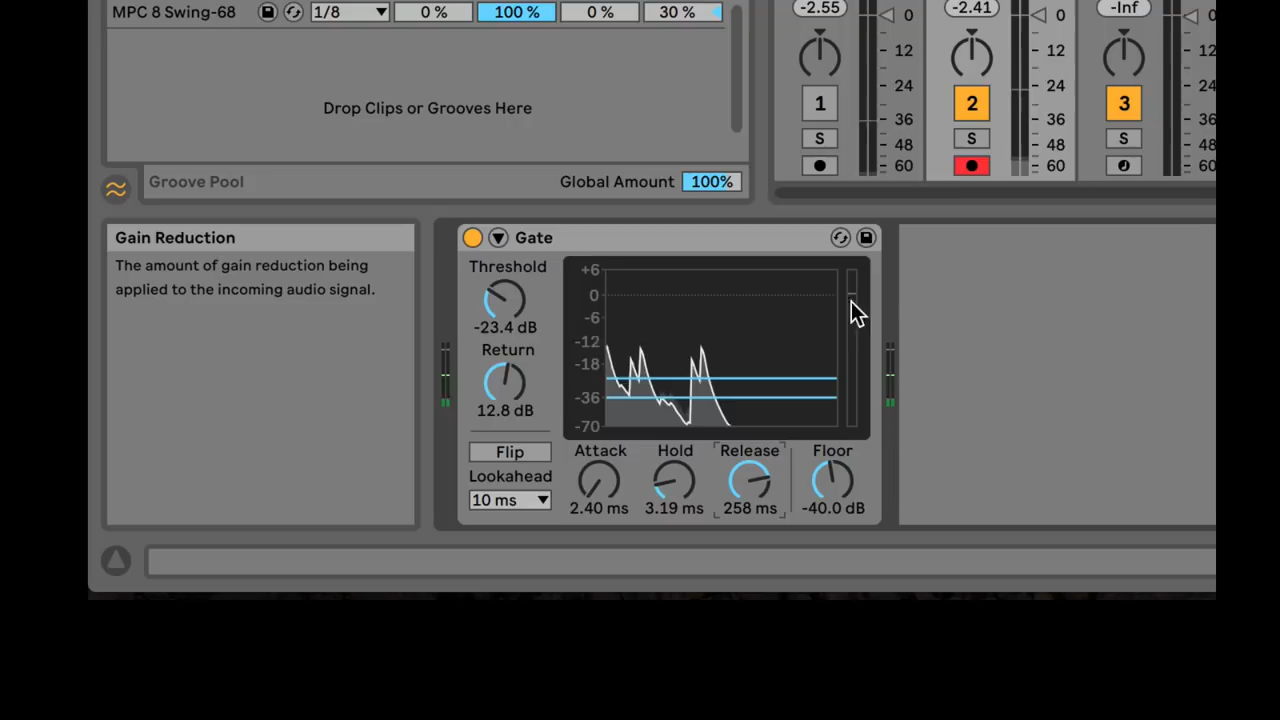 MPC 8 Swing-68 1/8 0 % 100 % 0 % 30 %
Drop Clips or Grooves Here
Groove Pool Global Amount 100%
-2.55 -2.41 -Inf
0 0 0
12 12 12
24 24 24
1 36 2 36 3 36
S 48 S 48 S 48
60 60 60
Gain Reduction
The amount of gain reduction being
applied to the incoming audio signal.
Gate
Threshold
-23.4 dB
Return
12.8 dB
Flip
Lookahead
10 ms
+6
0
-6
-12
-18
-36
-70
Attack Hold Release Floor
2.40 ms 3.19 ms 258 ms -40.0 dB